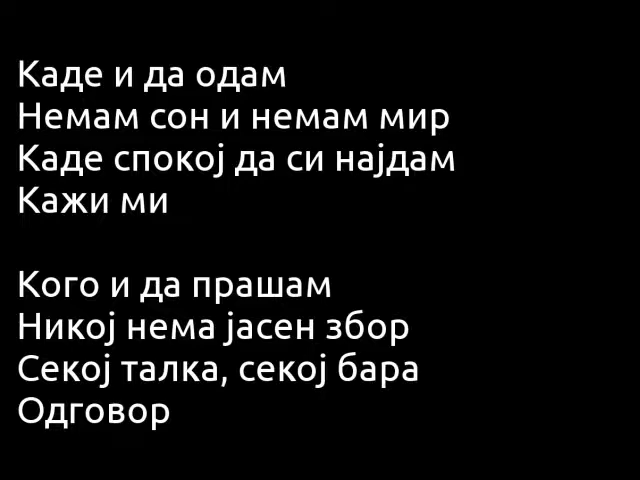 Каде и да одам
Немам сон и немам мир
Каде спокој да си најдам
Кажи ми
Кого и да прашам
Никој нема јасен збор
Секој талка, секој бара
Одговор